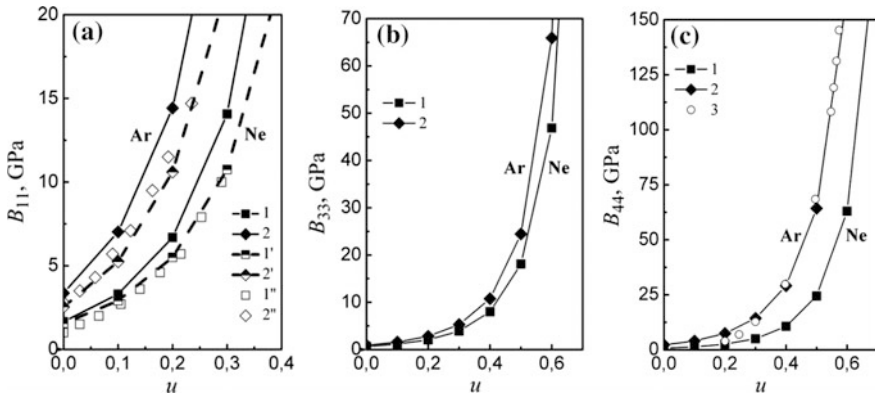 (a)
B11, GPa
20
15
10
5
0
0,0 0,1 0,2 0,3 0,4
u
Ar
Ne
1
2
1'
2'
1"
2"
(b)
B33, GPa
70
60
50
40
30
20
10
0
0,0 0,2 0,4 0,6
u
1
2
Ar
Ne
(c)
B44, GPa
150
125
100
75
50
25
0
0,0 0,2 0,4 0,6
u
1
2
3
Ar
Ne